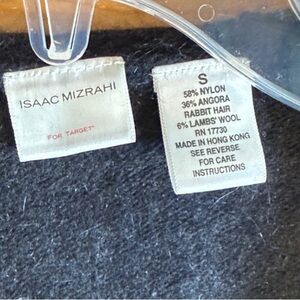 ISAAC MIZRAHI
FOR TARGET™
S
58% NYLON
36% ANGORA
RABBIT HAIR
6% LAMBS' WOOL
RN 17730
MADE IN HONG KONG
SEE REVERSE
FOR CARE
INSTRUCTIONS